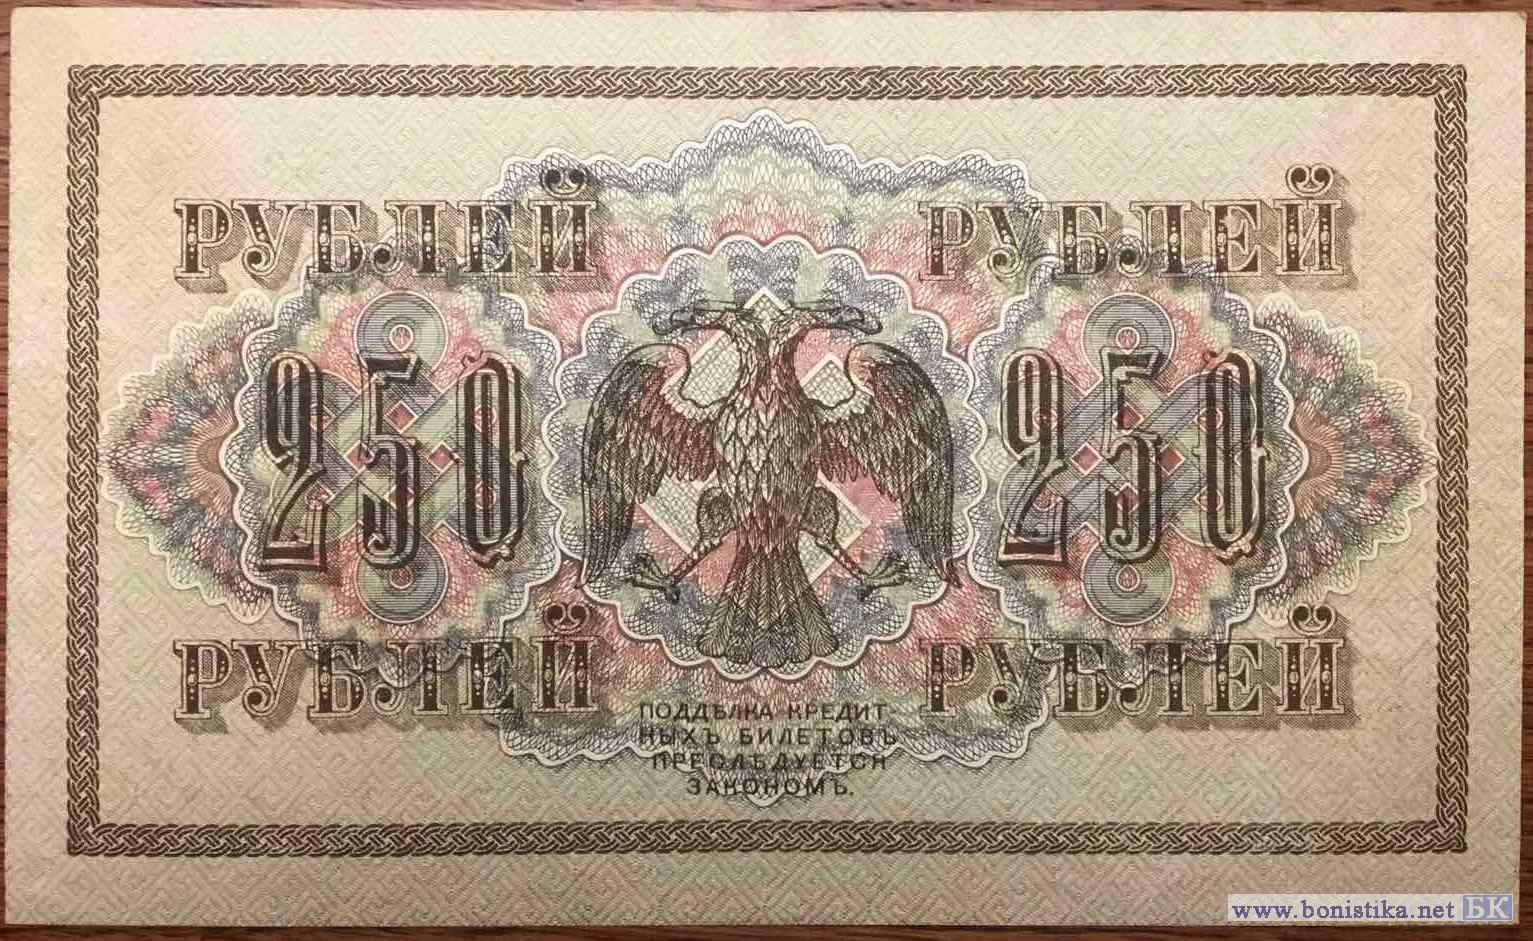 РУБЛЕЙ РУБЛЕЙ
250 250
РУБЛЕЙ РУБЛЕЙ
ПОДДѢЛКА КРЕДИТ-
НЫХЪ БИЛЕТОВЪ
ПРЕСЛѢДУЕТСЯ
ЗАКОНОМЪ.
www.bonistika.net БК